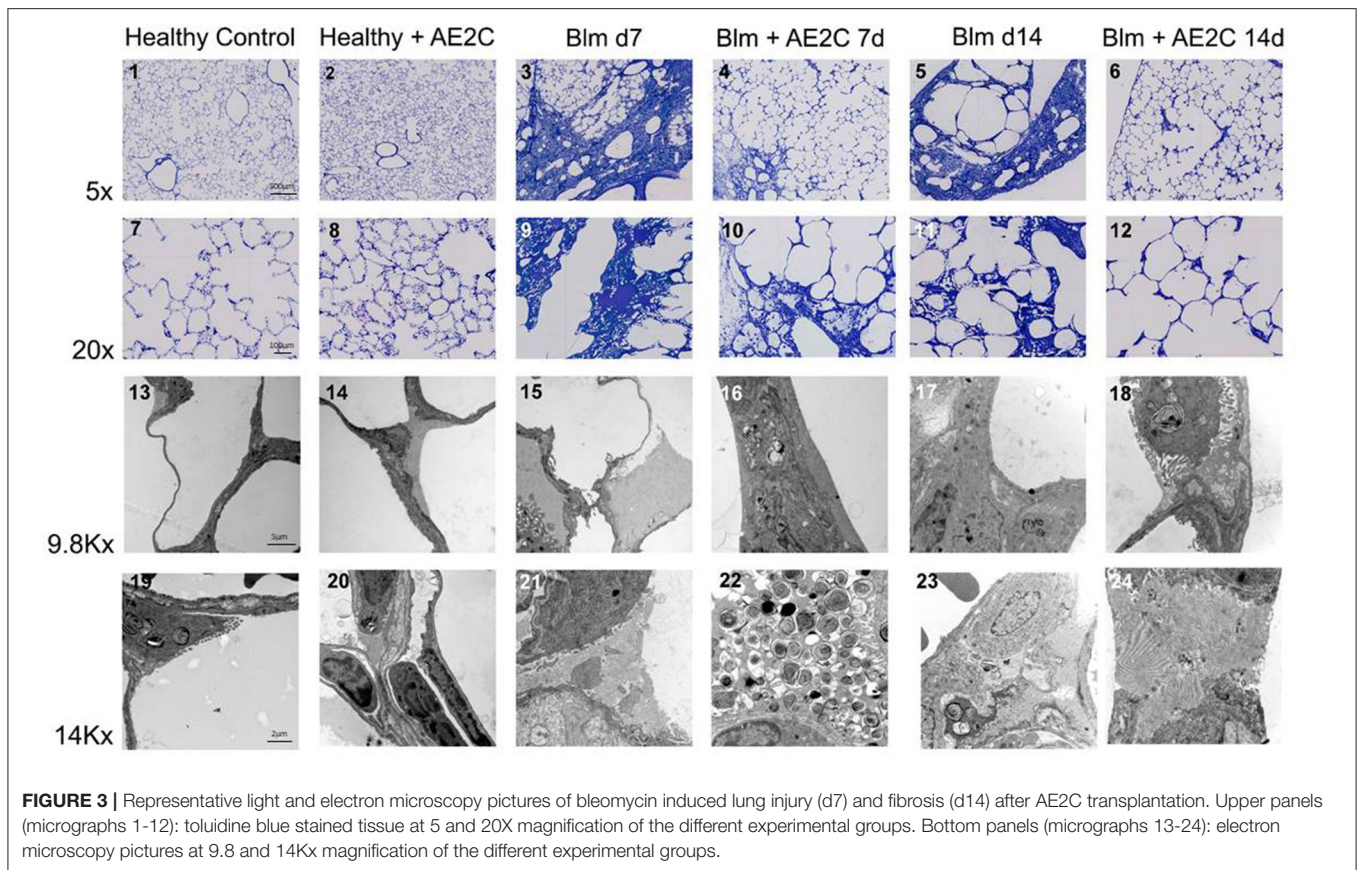 Healthy Control Healthy + AE2C Blm d7 Blm + AE2C 7d Blm d14 Blm + AE2C 14d
1 2 3 4 5 6
500µm
5x
7 8 9 10 11 12
100µm
20x
13 14 15 16 17 18
5µm
9.8Kx
19 20 21 22 23 24
2µm
14Kx
FIGURE 3 | Representative light and electron microscopy pictures of bleomycin induced lung injury (d7) and fibrosis (d14) after AE2C transplantation. Upper panels
(micrographs 1-12): toluidine blue stained tissue at 5 and 20X magnification of the different experimental groups. Bottom panels (micrographs 13-24): electron
microscopy pictures at 9.8 and 14Kx magnification of the different experimental groups.